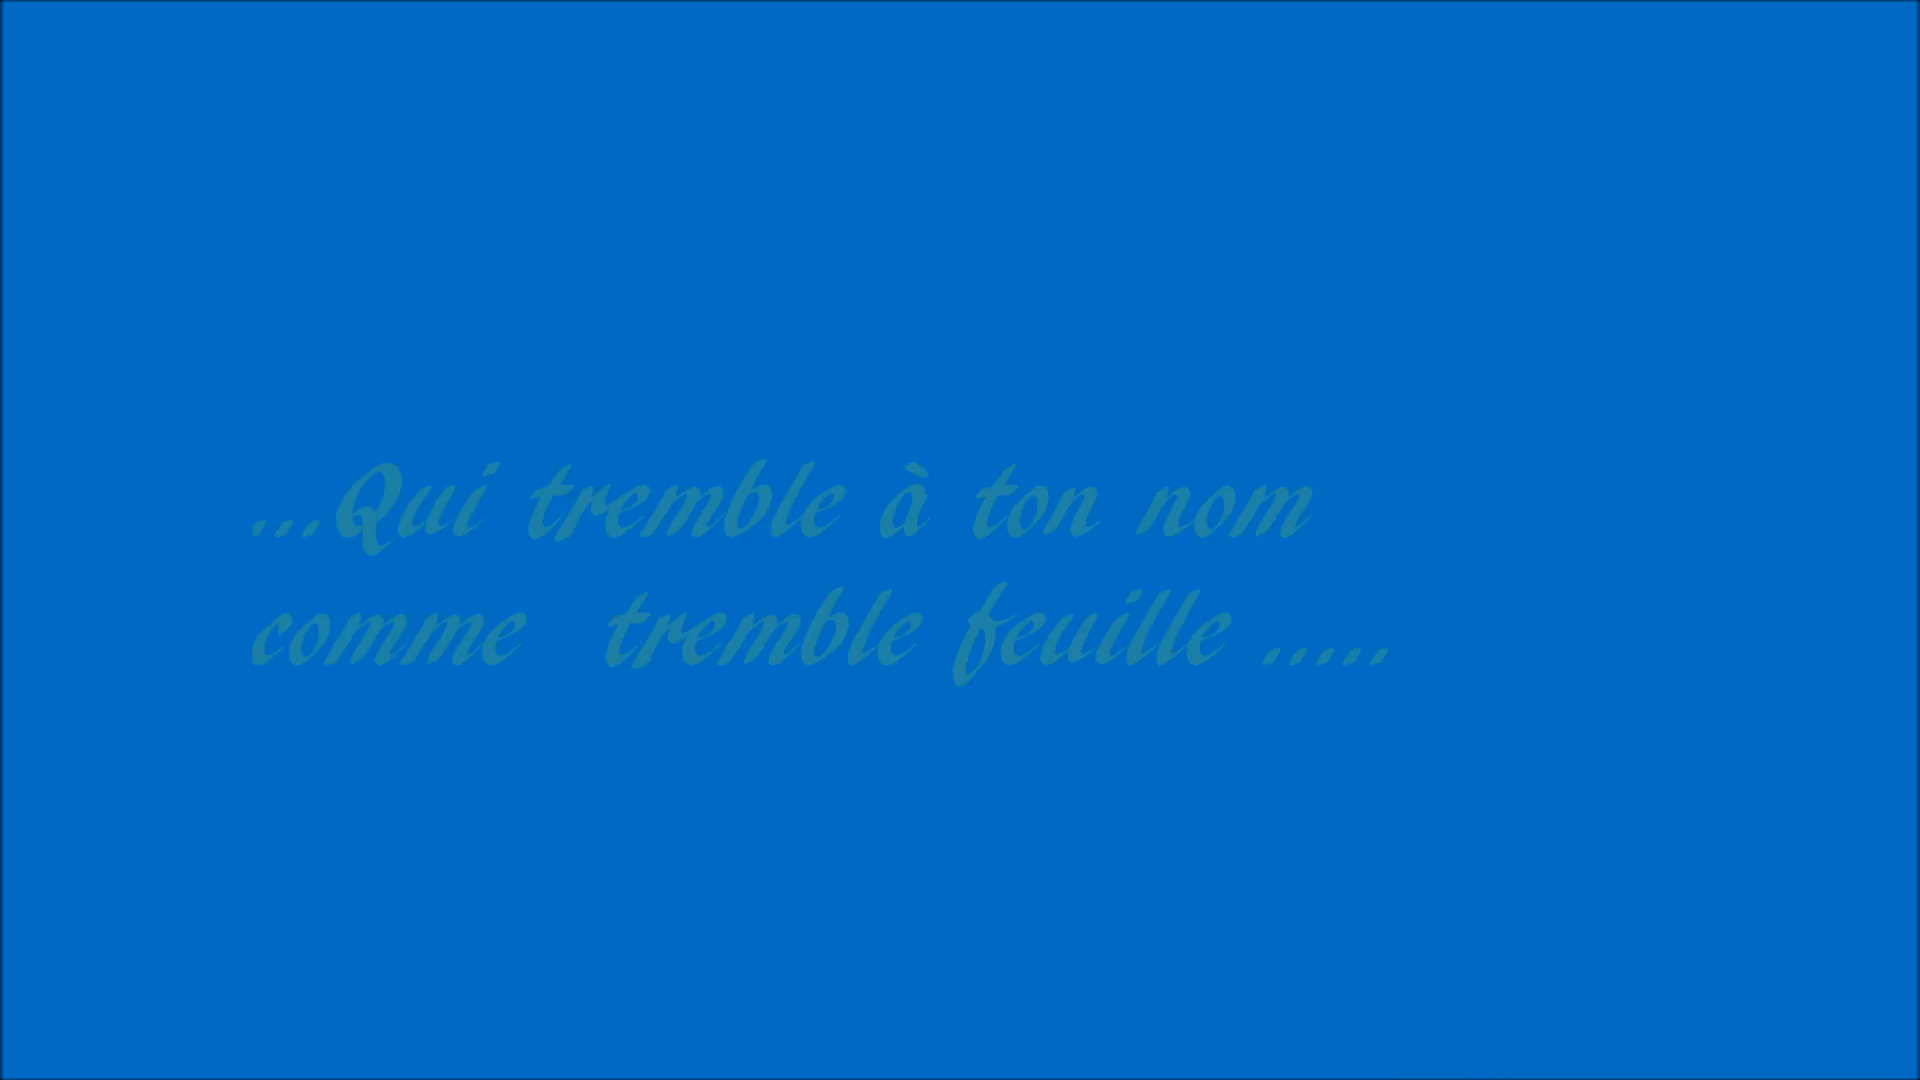 ...Qui tremble à ton nom
comme  tremble feuille .....